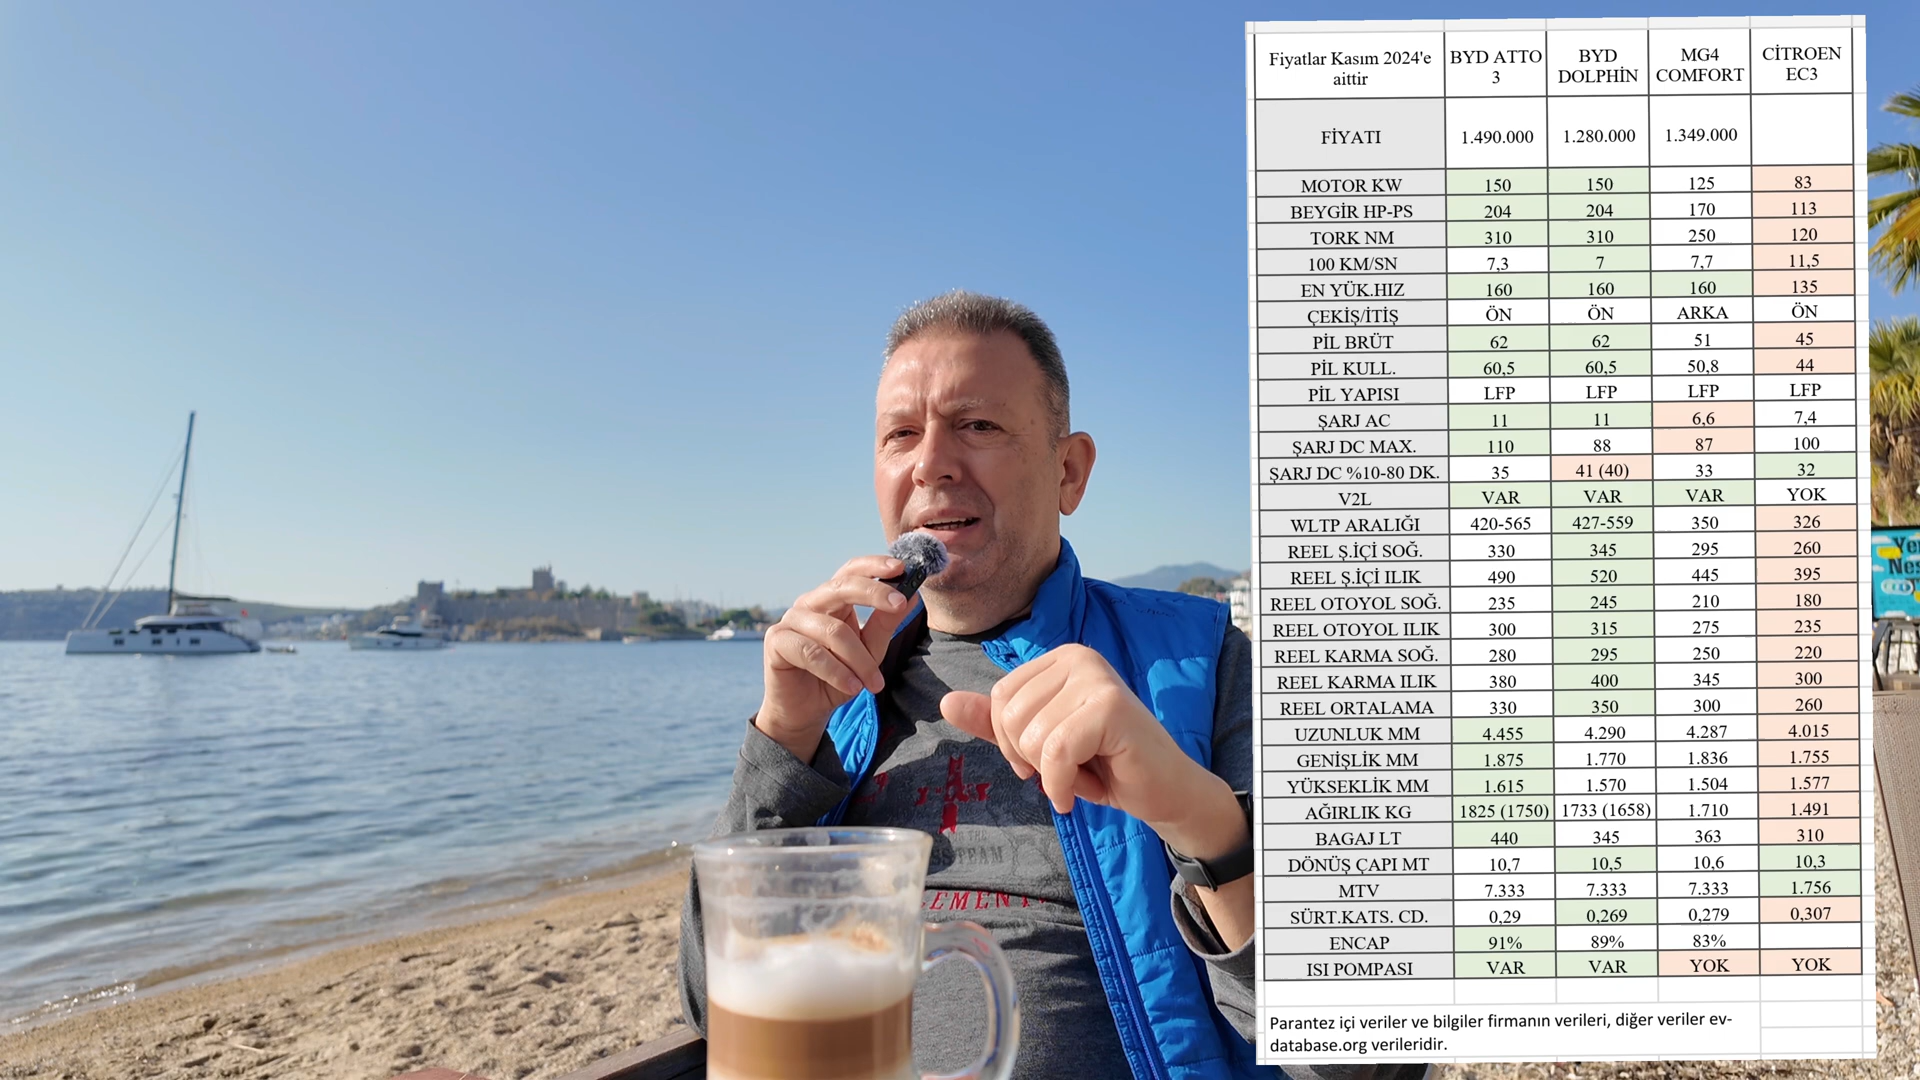 Fiyatlar Kasım 2024'e aittir BYD ATTO 3 BYD DOLPHİN MG4 COMFORT CİTROEN EC3
FİYATI 1.490.000 1.280.000 1.349.000
MOTOR KW 150 150 125 83
BEYGİR HP-PS 204 204 170 113
TORK NM 310 310 250 120
100 KM/SN 7,3 7 7,7 11,5
EN YÜK.HIZ 160 160 160 135
ÇEKİŞ/İTİŞ ÖN ÖN ARKA ÖN
PİL BRÜT 62 62 51 45
PİL KULL. 60,5 60,5 50,8 44
PİL YAPISI LFP LFP LFP LFP
ŞARJ AC 11 11 6,6 7,4
ŞARJ DC MAX. 110 88 87 100
ŞARJ DC %10-80 DK. 35 41 (40) 33 32
V2L VAR VAR VAR YOK
WLTP ARALIĞI 420-565 427-559 350 326
REEL Ş.İÇİ SOĞ. 330 345 295 260
REEL Ş.İÇİ ILIK 490 520 445 395
REEL OTOYOL SOĞ. 235 245 210 180
REEL OTOYOL ILIK 300 315 275 235
REEL KARMA SOĞ. 280 295 250 220
REEL KARMA ILIK 380 400 345 300
REEL ORTALAMA 330 350 300 260
UZUNLUK MM 4.455 4.290 4.287 4.015
GENİŞLİK MM 1.875 1.770 1.836 1.755
YÜKSEKLİK MM 1.615 1.570 1.504 1.577
AĞIRLIK KG 1825 (1750) 1733 (1658) 1.710 1.491
BAGAJ LT 440 345 363 310
DÖNÜŞ ÇAPI MT 10,7 10,5 10,6 10,3
MTV 7.333 7.333 7.333 1.756
SÜRT.KATS. CD. 0,29 0,269 0,279 0,307
ENCAP 91% 89% 83%
ISI POMPASI VAR VAR YOK YOK
Parantez içi veriler ve bilgiler firmanın verileri, diğer veriler ev-
database.org verileridir.
THE
TEAM